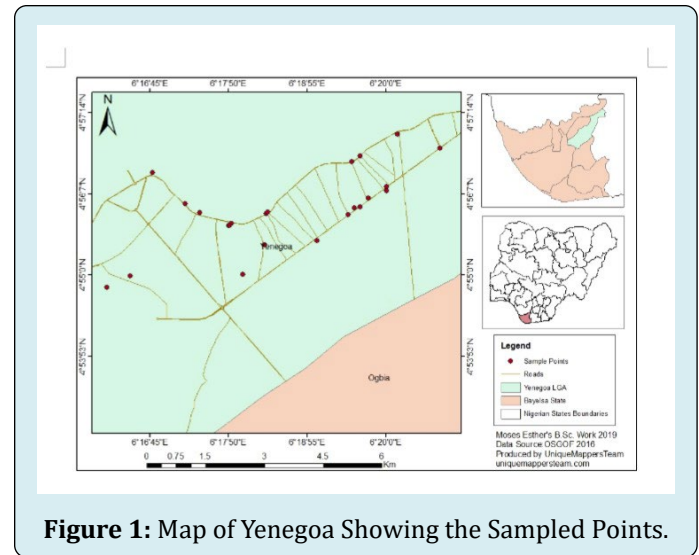 6°16'45"E 6°17'50"E 6°18'55"E 6°20'0"E
N
4°57'14"N 4°57'14"N
4°56'7"N 4°56'7"N
Yenegoa
4°55'0"N 4°55'0"N
4°53'53"N 4°53'53"N
Ogbia
6°16'45"E 6°17'50"E 6°18'55"E 6°20'0"E
0 0.75 1.5 3 4.5 6
Km
Legend
Sample Points
Roads
Yenegoa LGA
Bayelsa State
Nigerian States Boundaries
Moses Esther's B.Sc. Work 2019
Data Source:OSGOF 2016
Produced by UniqueMappersTeam
uniquemappersteam.com
Figure 1: Map of Yenegoa Showing the Sampled Points.